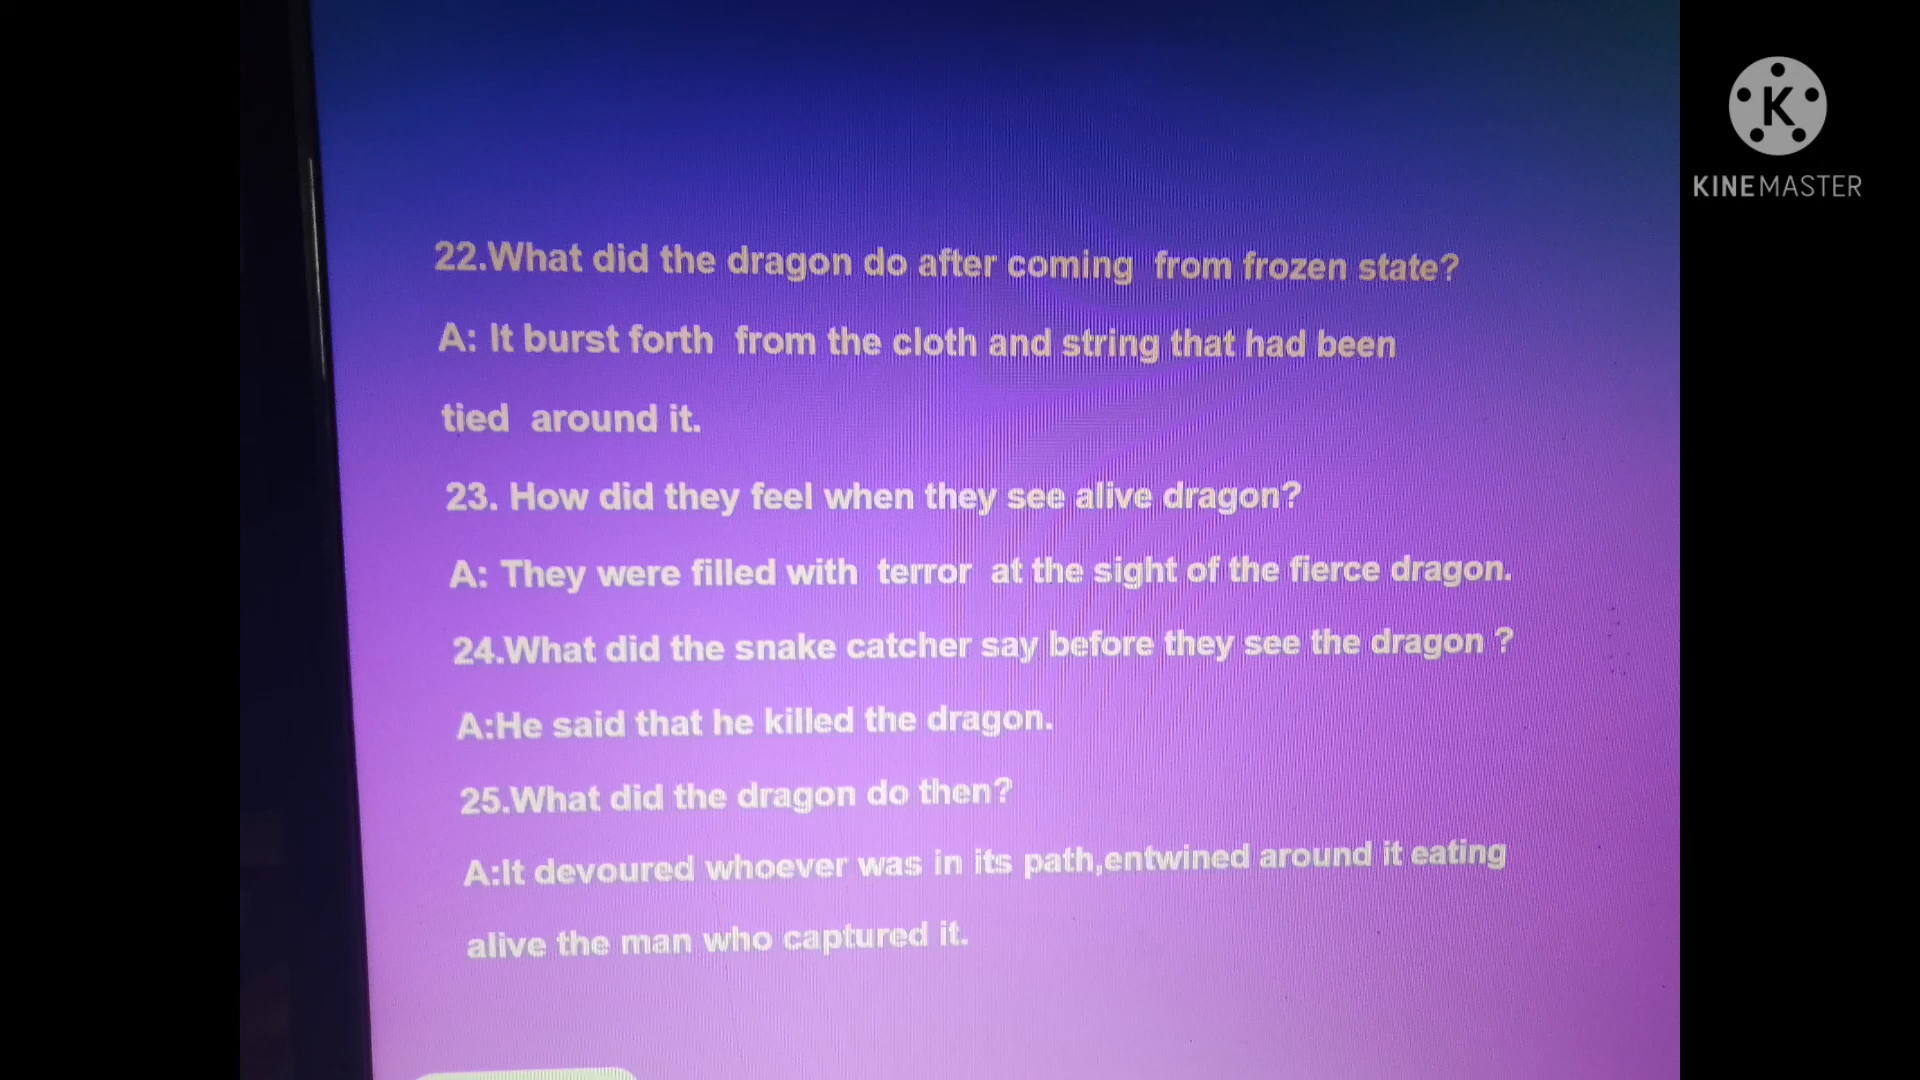 K
KINEMASTER
22.What did the dragon do after coming from frozen state?
A: It burst forth from the cloth and string that had been
tied around it.
23. How did they feel when they see alive dragon?
A: They were filled with terror at the sight of the fierce dragon.
24.What did the snake catcher say before they see the dragon ?
A:He said that he killed the dragon.
25.What did the dragon do then?
A:It devoured whoever was in its path,entwined around it eating
alive the man who captured it.